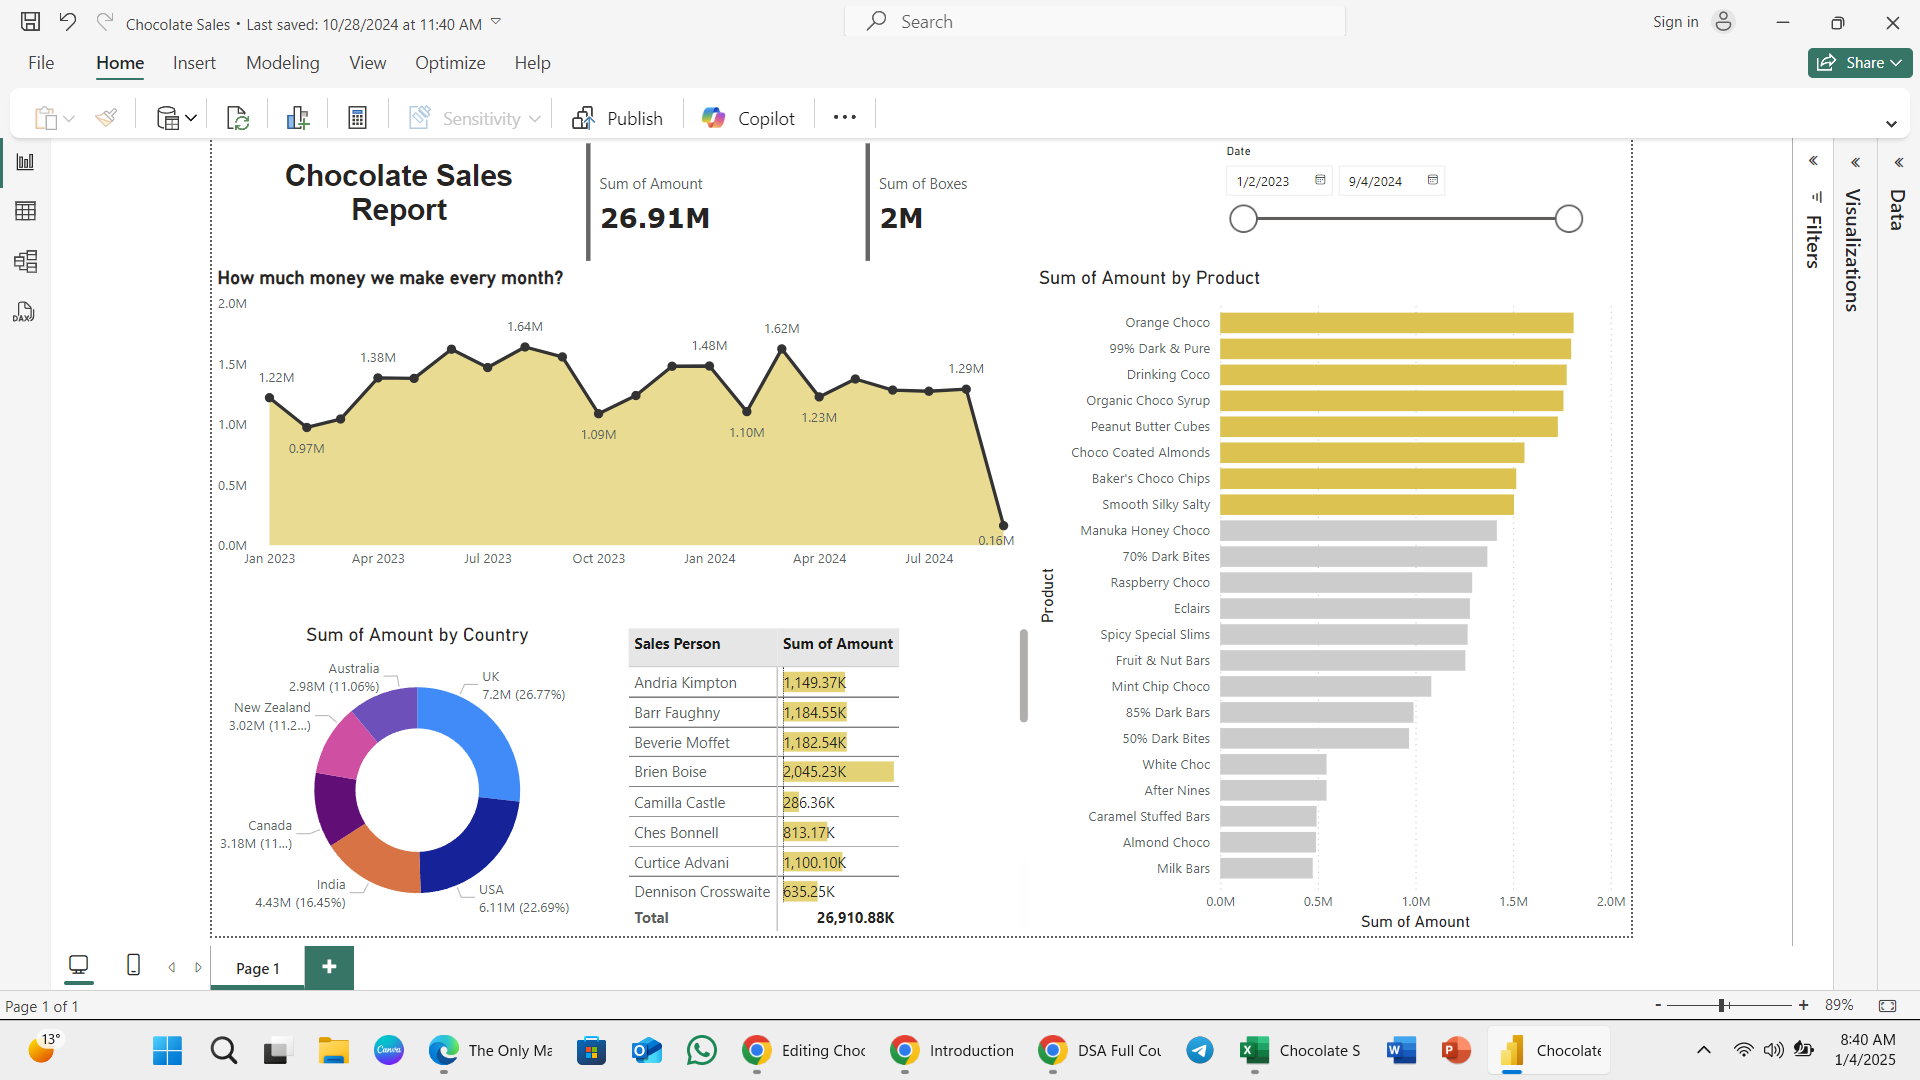 Chocolate Sales • Last saved: 10/28/2024 at 11:40 AM
Search
Sign in
File
Home
Insert
Modeling
View
Optimize
Help
Share
Sensitivity
Publish
Copilot
Chocolate Sales
Report
Sum of Amount
26.91M
Sum of Boxes
2M
Date
1/2/2023
9/4/2024
Filters
Visualizations
Data
DAX
How much money we make every month?
2.0M
1.5M
1.0M
0.5M
0.0M
1.22M
0.97M
1.38M
1.64M
1.09M
1.48M
1.10M
1.62M
1.23M
1.29M
0.16M
Jan 2023
Apr 2023
Jul 2023
Oct 2023
Jan 2024
Apr 2024
Jul 2024
Sum of Amount by Product
Product
Orange Choco
99% Dark & Pure
Drinking Coco
Organic Choco Syrup
Peanut Butter Cubes
Choco Coated Almonds
Baker's Choco Chips
Smooth Silky Salty
Manuka Honey Choco
70% Dark Bites
Raspberry Choco
Eclairs
Spicy Special Slims
Fruit & Nut Bars
Mint Chip Choco
85% Dark Bars
50% Dark Bites
White Choc
After Nines
Caramel Stuffed Bars
Almond Choco
Milk Bars
0.0M
0.5M
1.0M
1.5M
2.0M
Sum of Amount
Sum of Amount by Country
Australia
2.98M (11.06%)
UK
7.2M (26.77%)
New Zealand
3.02M (11.2...)
Canada
3.18M (11...)
India
4.43M (16.45%)
USA
6.11M (22.69%)
Sales Person Sum of Amount
Andria Kimpton 1,149.37K
Barr Faughny 1,184.55K
Beverie Moffet 1,182.54K
Brien Boise 2,045.23K
Camilla Castle 286.36K
Ches Bonnell 813.17K
Curtice Advani 1,100.10K
Dennison Crosswaite 635.25K
Total 26,910.88K
Page 1
Page 1 of 1
89%
13°
Canva
The Only Ma
Editing Choc
Introduction
DSA Full Cou
Chocolate S
Chocolate
8:40 AM
1/4/2025